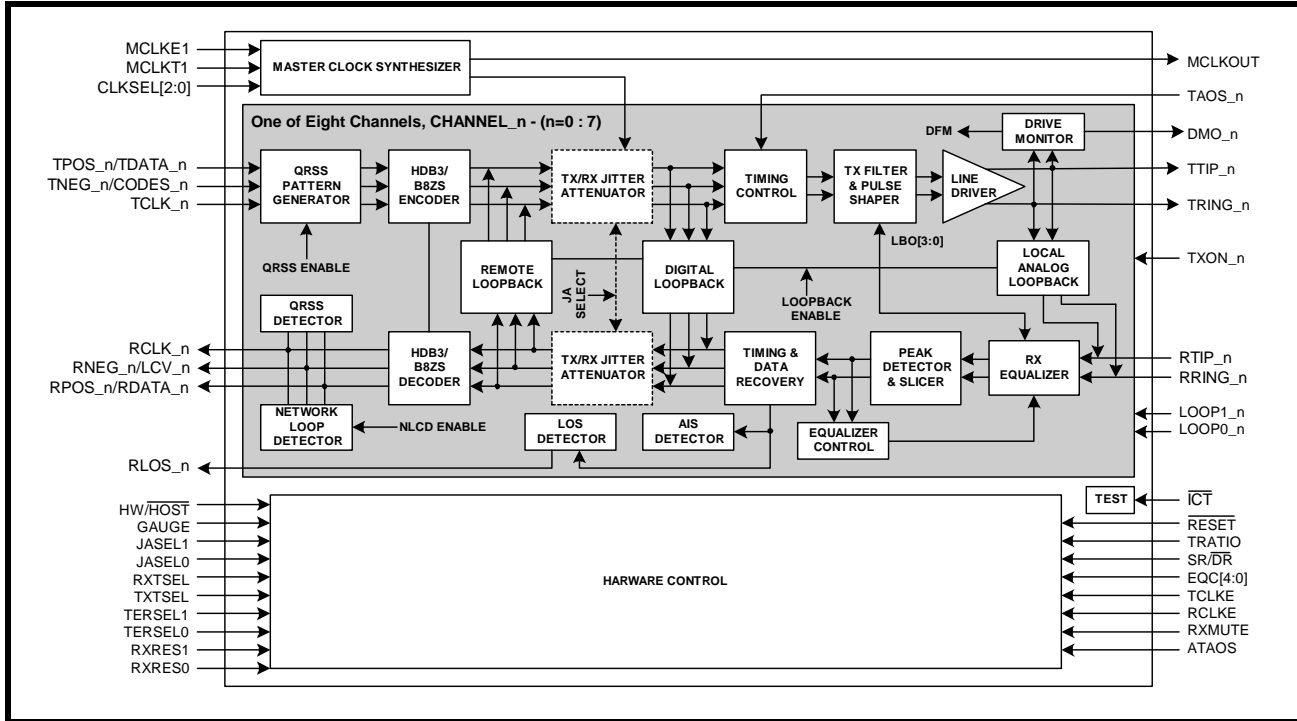 MCLKE1
MCLKT1
CLKSEL[2:0]
MASTER CLOCK SYNTHESIZER
MCLKOUT
TAOS_n
One of Eight Channels, CHANNEL_n - (n=0 : 7)
TPOS_n/TDATA_n
TNEG_n/CODES_n
TCLK_n
QRSS
PATTERN
GENERATOR
HDB3/
B8ZS
ENCODER
TX/RX JITTER
ATTENUATOR
TIMING
CONTROL
TX FILTER
& PULSE
SHAPER
LINE
DRIVER
DFM
DRIVE
MONITOR
DMO_n
TTIP_n
TRING_n
TXON_n
QRSS ENABLE
REMOTE
LOOPBACK
JA
SELECT
DIGITAL
LOOPBACK
LOOPBACK
ENABLE
LBO[3:0]
LOCAL
ANALOG
LOOPBACK
QRSS
DETECTOR
RCLK_n
RNEG_n/LCV_n
RPOS_n/RDATA_n
HDB3/
B8ZS
DECODER
TX/RX JITTER
ATTENUATOR
TIMING &
DATA
RECOVERY
PEAK
DETECTOR
& SLICER
RX
EQUALIZER
RTIP_n
RRING_n
NETWORK
LOOP
DETECTOR
NLCD ENABLE
LOS
DETECTOR
AIS
DETECTOR
EQUALIZER
CONTROL
LOOP1_n
LOOP0_n
RLOS_n
TEST
ICT
HW/HOST
GAUGE
JASEL1
JASEL0
RXTSEL
TXTSEL
TERSEL1
TERSEL0
RXRES1
RXRES0
HARWARE CONTROL
RESET
TRATIO
SR/DR
EQC[4:0]
TCLKE
RCLKE
RXMUTE
ATAOS